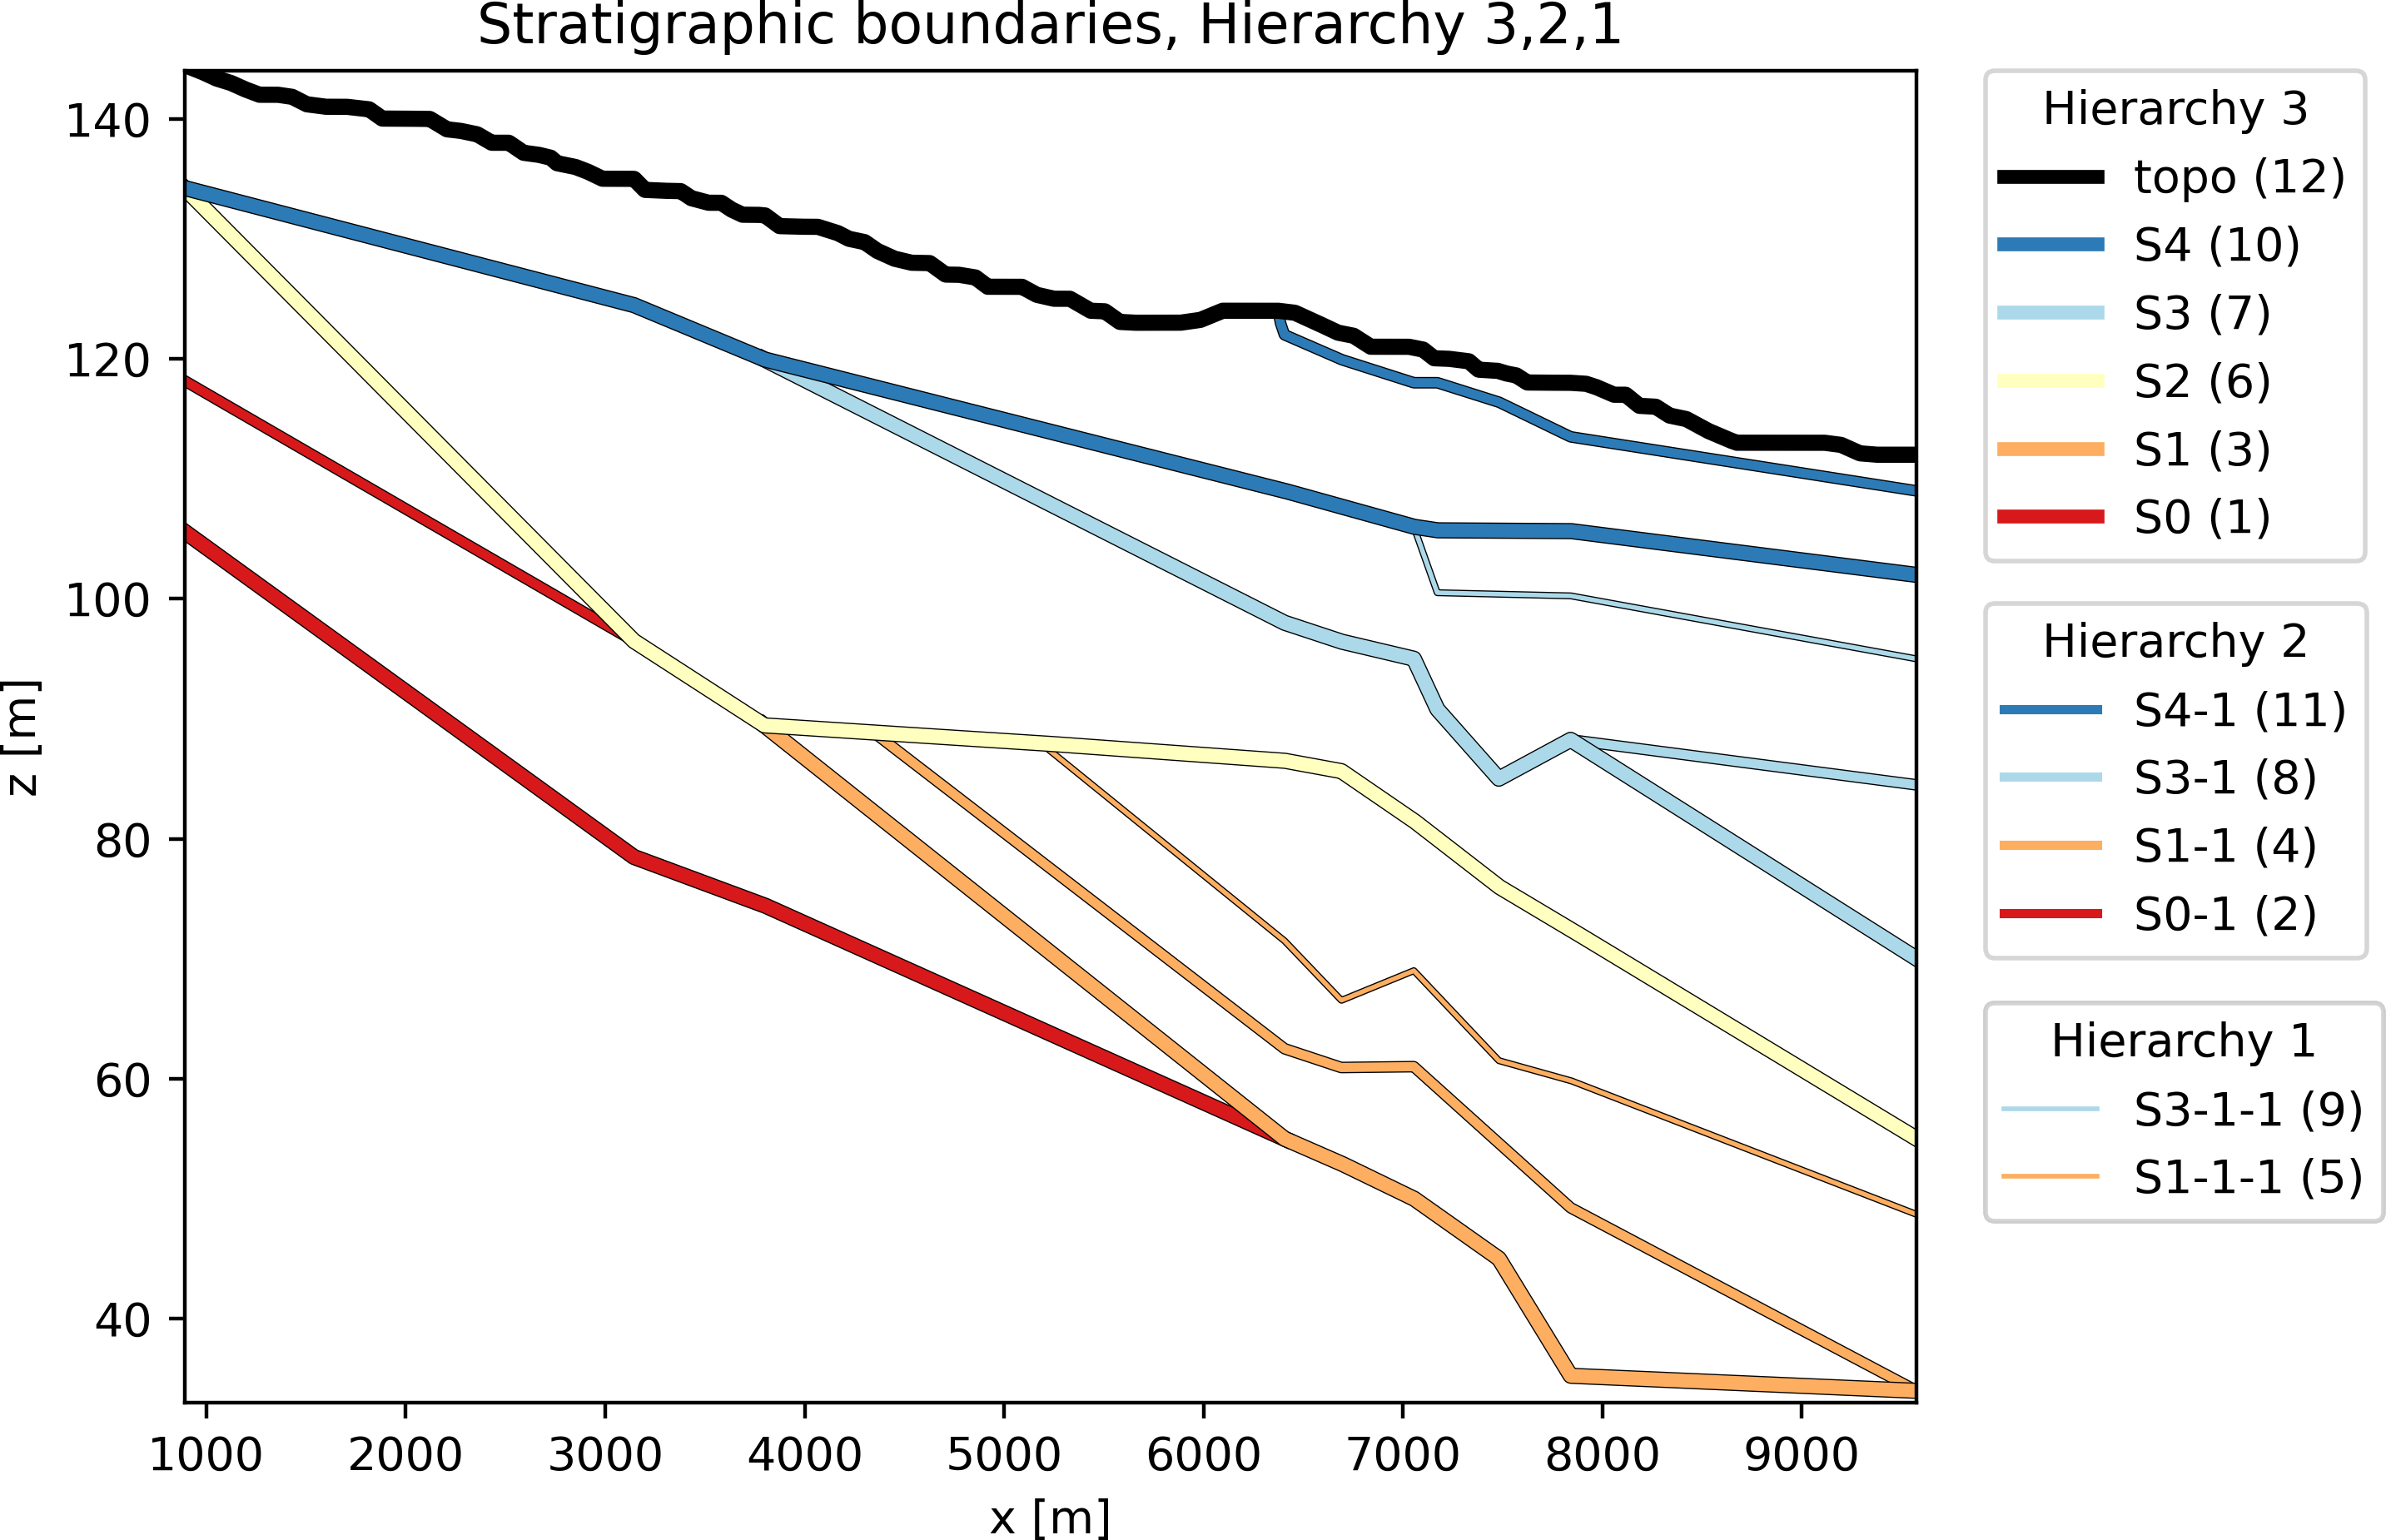 Stratigraphic boundaries, Hierarchy 3,2,1
140
120
100
80
60
40
z [m]
1000 2000 3000 4000 5000 6000 7000 8000 9000
x [m]
Hierarchy 3
topo (12)
S4 (10)
S3 (7)
S2 (6)
S1 (3)
S0 (1)
Hierarchy 2
S4-1 (11)
S3-1 (8)
S1-1 (4)
S0-1 (2)
Hierarchy 1
S3-1-1 (9)
S1-1-1 (5)